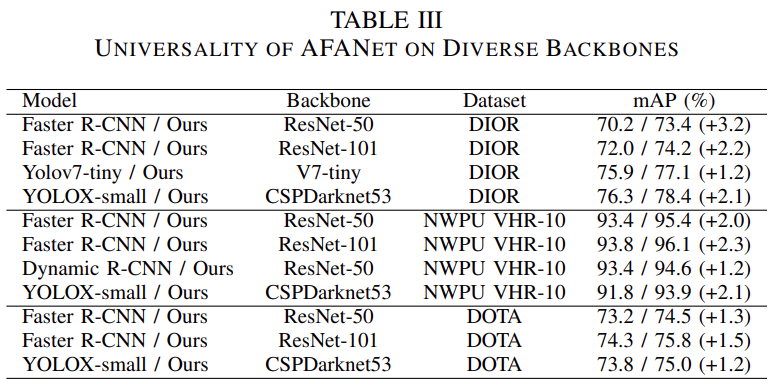 TABLE III
UNIVERSALITY OF AFANET ON DIVERSE BACKBONES
Model Backbone Dataset mAP (%)
Faster R-CNN / Ours ResNet-50 DIOR 70.2 / 73.4 (+3.2)
Faster R-CNN / Ours ResNet-101 DIOR 72.0 / 74.2 (+2.2)
Yolov7-tiny / Ours V7-tiny DIOR 75.9 / 77.1 (+1.2)
YOLOX-small / Ours CSPDarknet53 DIOR 76.3 / 78.4 (+2.1)
Faster R-CNN / Ours ResNet-50 NWPU VHR-10 93.4 / 95.4 (+2.0)
Faster R-CNN / Ours ResNet-101 NWPU VHR-10 93.8 / 96.1 (+2.3)
Dynamic R-CNN / Ours ResNet-50 NWPU VHR-10 93.4 / 94.6 (+1.2)
YOLOX-small / Ours CSPDarknet53 NWPU VHR-10 91.8 / 93.9 (+2.1)
Faster R-CNN / Ours ResNet-50 DOTA 73.2 / 74.5 (+1.3)
Faster R-CNN / Ours ResNet-101 DOTA 74.3 / 75.8 (+1.5)
YOLOX-small / Ours CSPDarknet53 DOTA 73.8 / 75.0 (+1.2)